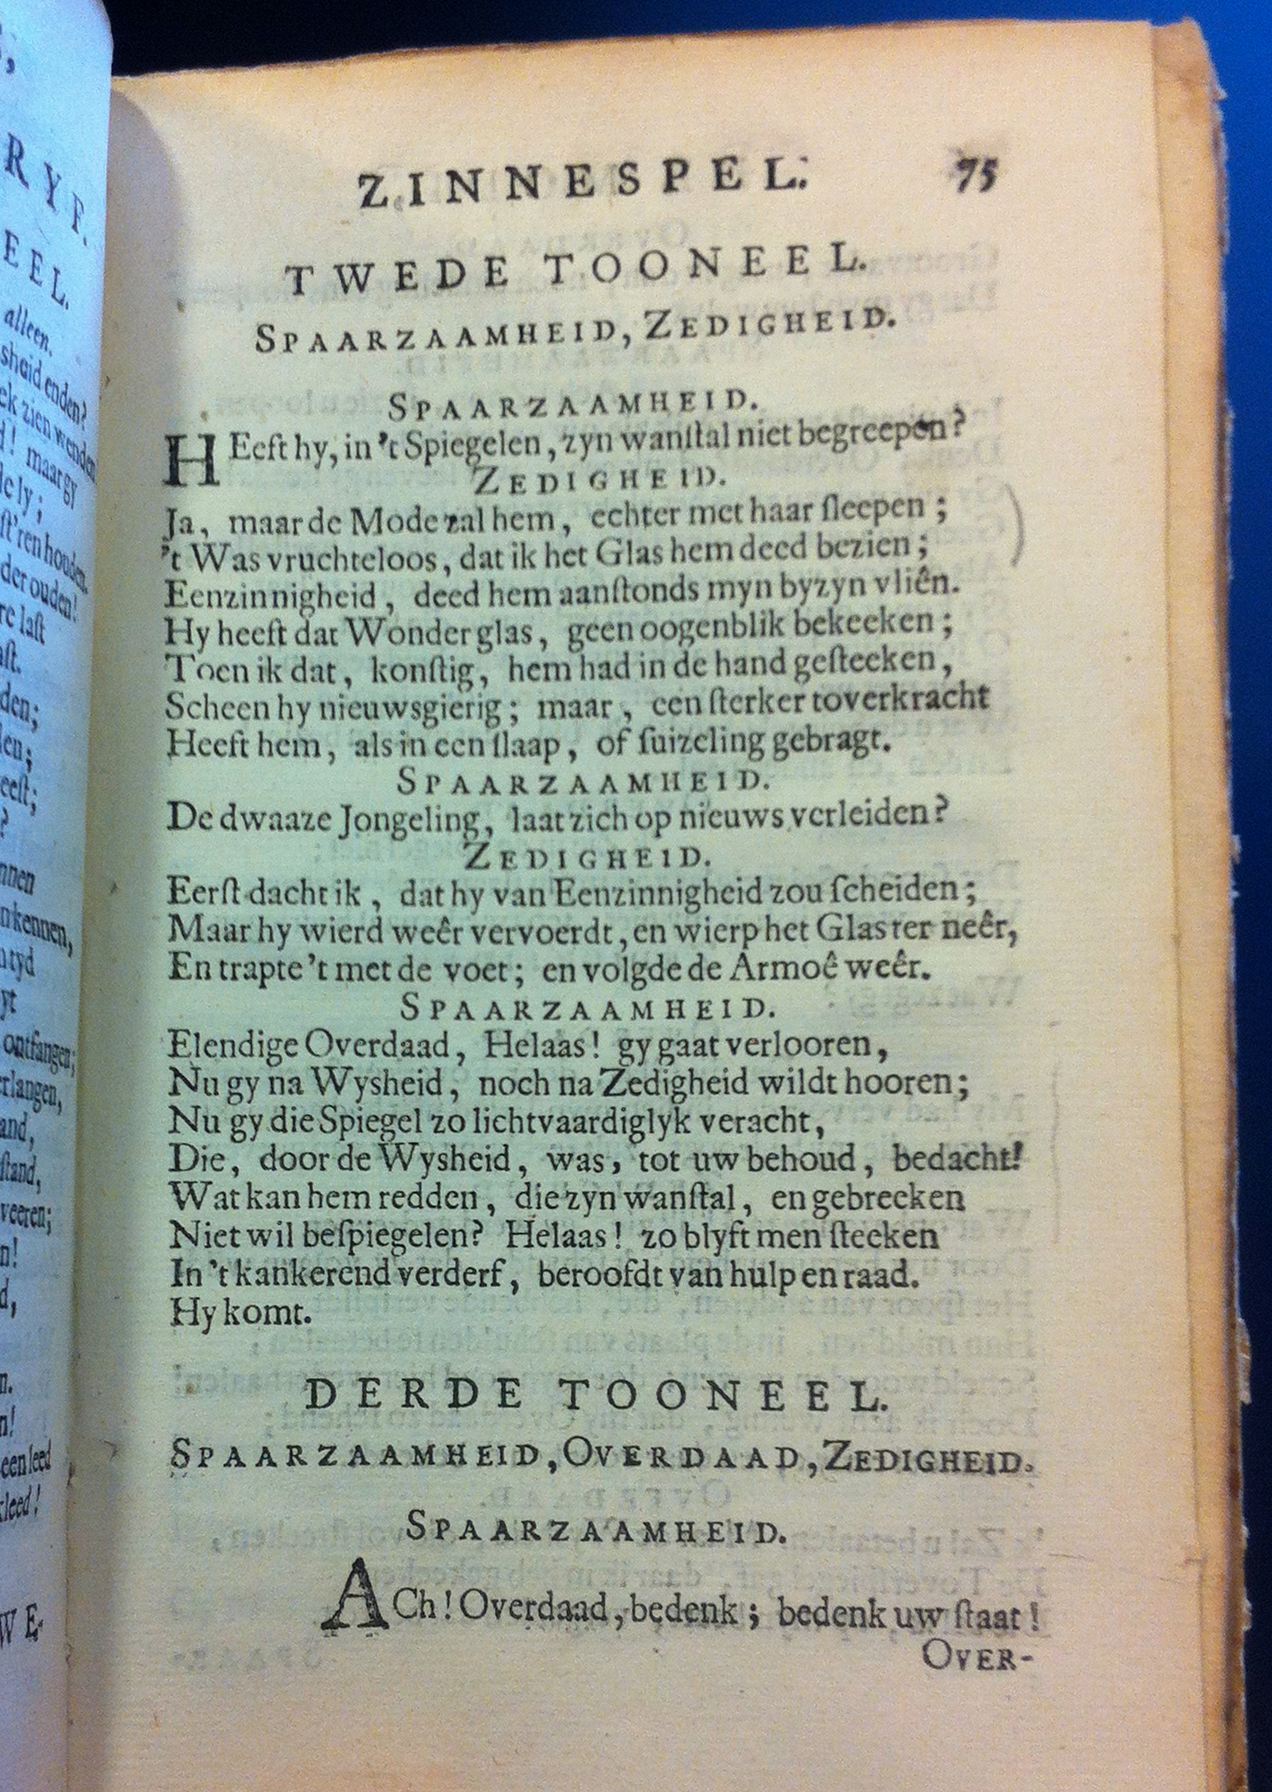 ZINNESPEL. 75
TWEDE TOONEEL.
SPAARZAAMHEID, ZEDIGHEID.
SPAARZAAMHEID.
HEeft hy, in 't Spiegelen, zyn wanſtal niet begreepen?
ZEDIGHEID.
Ja, maar de Mode zal hem, echter met haar ſleepen;
't Was vruchteloos, dat ik het Glas hem deed bezien;
Eenzinnigheid, deed hem aanſtonds myn byzyn vliên.
Hy heeft dat Wonderglas, geen oogenblik bekeeken;
Toen ik dat, konſtig, hem had in de hand geſteeken,
Scheen hy nieuwsgierig; maar, een ſterker toverkracht
Heeft hem, als in een ſlaap, of ſuizeling gebragt.
SPAARZAAMHEID.
De dwaaze Jongeling, laat zich op nieuws verleiden?
ZEDIGHEID.
Eerſt dacht ik, dat hy van Eenzinnigheid zou ſcheiden;
Maar hy wierd weêr vervoerdt, en wierp het Glas ter neêr,
En trapte 't met de voet; en volgde de Armoê weêr.
SPAARZAAMHEID.
Elendige Overdaad, Helaas! gy gaat verlooren,
Nu gy na Wysheid, noch na Zedigheid wildt hooren;
Nu gy die Spiegel zo lichtvaardiglyk veracht,
Die, door de Wysheid, was, tot uw behoud, bedacht!
Wat kan hem redden, die zyn wanſtal, en gebreeken
Niet wil beſpiegelen? Helaas! zo blyft men ſteeken
In 't kankerend verderf, beroofdt van hulp en raad.
Hy komt.
DERDE TOONEEL.
SPAARZAAMHEID, OVERDAAD, ZEDIGHEID.
SPAARZAAMHEID.
ACh! Overdaad, bedenk; bedenk uw ſtaat!
OVER-